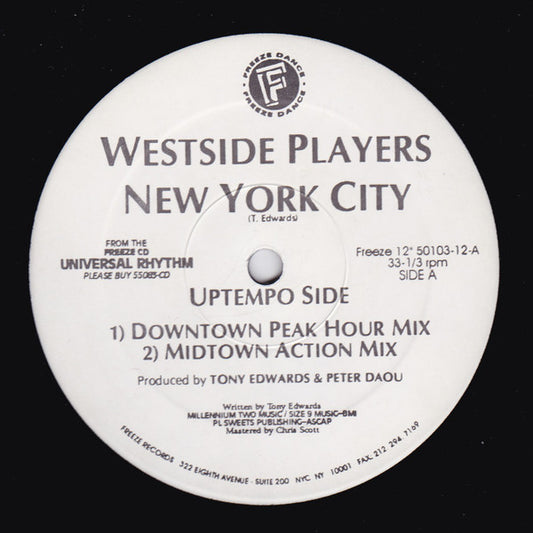 • FREEZE DANCE •
F
FREEZE DANCE
WESTSIDE PLAYERS
NEW YORK CITY
(T. Edwards)
FROM THE
FREEZE CD
UNIVERSAL RHYTHM
PLEASE BUY 55085-CD
Freeze 12" 50103-12-A
33-1/3 rpm
SIDE A
UPTEMPO SIDE
1) DOWNTOWN PEAK HOUR MIX
2) MIDTOWN ACTION MIX
Produced by TONY EDWARDS & PETER DAOU
Written by Tony Edwards
MILLENNIUM TWO MUSIC / SIZE 9 MUSIC-BMI
PL SWEETS PUBLISHING-ASCAP
Mastered by Chris Scott
FREEZE RECORDS 322 EIGHTH AVENUE - SUITE 200 NYC NY 10001 FAX 212 294 7169